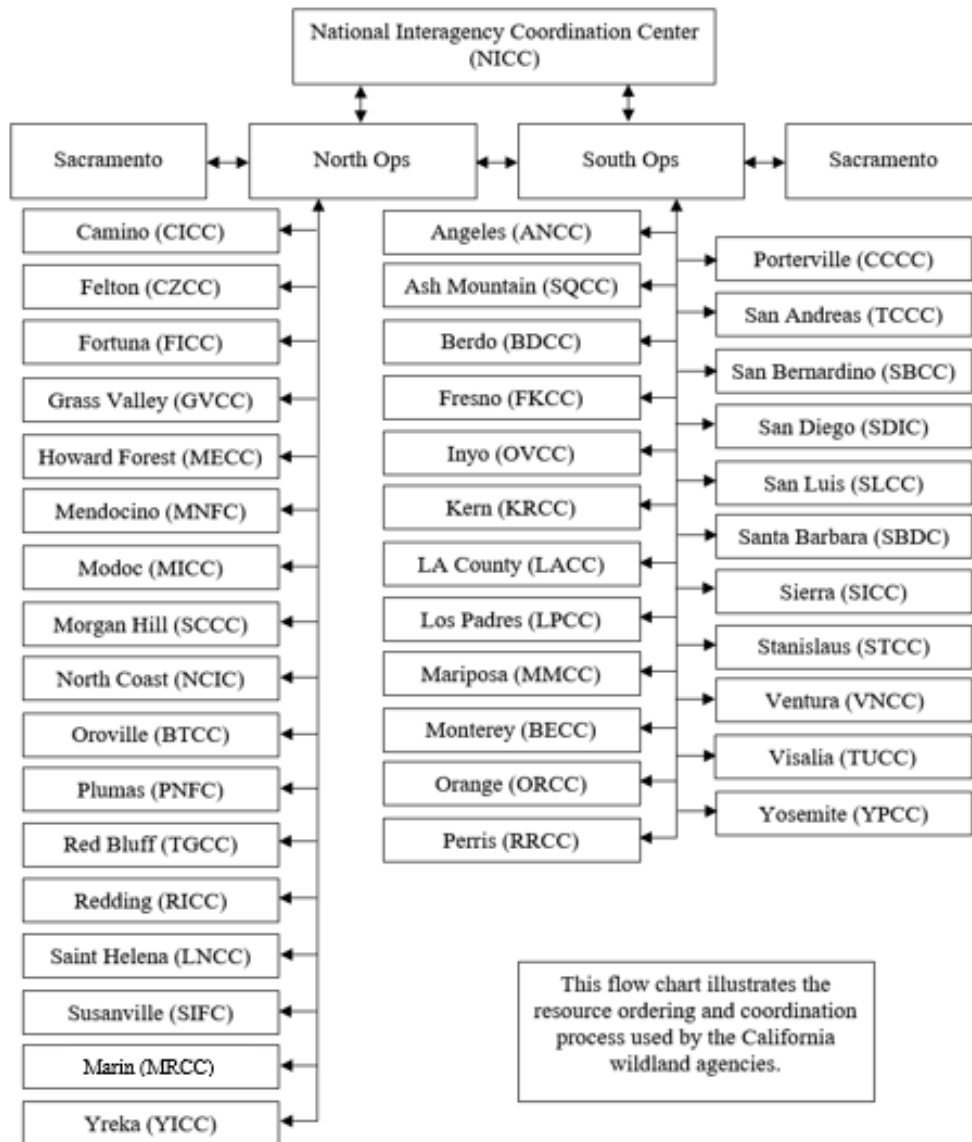 National Interagency Coordination Center
(NICC)
Sacramento
North Ops
South Ops
Sacramento
Camino (CICC)
Felton (CZCC)
Fortuna (FICC)
Grass Valley (GVCC)
Howard Forest (MECC)
Mendocino (MNFC)
Modoc (MICC)
Morgan Hill (SCCC)
North Coast (NCIC)
Oroville (BTCC)
Plumas (PNFC)
Red Bluff (TGCC)
Redding (RICC)
Saint Helena (LNCC)
Susanville (SIFC)
Marin (MRCC)
Yreka (YICC)
Angeles (ANCC)
Ash Mountain (SQCC)
Berdo (BDCC)
Fresno (FKCC)
Inyo (OVCC)
Kern (KRCC)
LA County (LACC)
Los Padres (LPCC)
Mariposa (MMCC)
Monterey (BECC)
Orange (ORCC)
Perris (RRCC)
Porterville (CCCC)
San Andreas (TCCC)
San Bernardino (SBCC)
San Diego (SDIC)
San Luis (SLCC)
Santa Barbara (SBDC)
Sierra (SICC)
Stanislaus (STCC)
Ventura (VNCC)
Visalia (TUCC)
Yosemite (YPCC)
This flow chart illustrates the
resource ordering and coordination
process used by the California
wildland agencies.